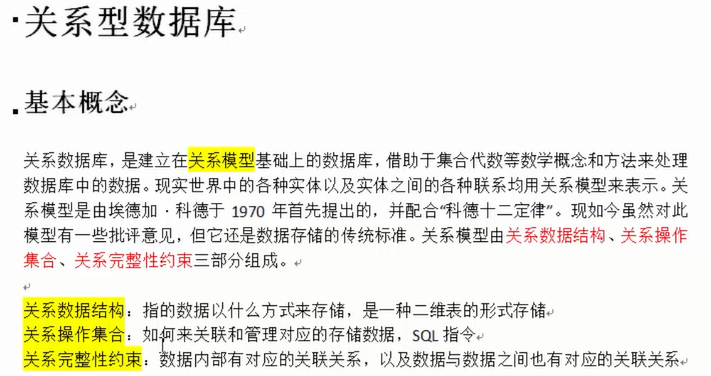 关系型数据库
基本概念
关系数据库，是建立在关系模型基础上的数据库，借助于集合代数等数学概念和方法来处理
数据库中的数据。现实世界中的各种实体以及实体之间的各种联系均用关系模型来表示。关
系模型是由埃德加·科德于 1970 年首先提出的，并配合“科德十二定律”。现如今虽然对此
模型有一些批评意见，但它还是数据存储的传统标准。关系模型由关系数据结构、关系操作
集合、关系完整性约束三部分组成。
关系数据结构：指的数据以什么方式来存储，是一种二维表的形式存储
关系操作集合：如何来关联和管理对应的存储数据，SQL 指令
关系完整性约束：数据内部有对应的关联关系，以及数据与数据之间也有对应的关联关系